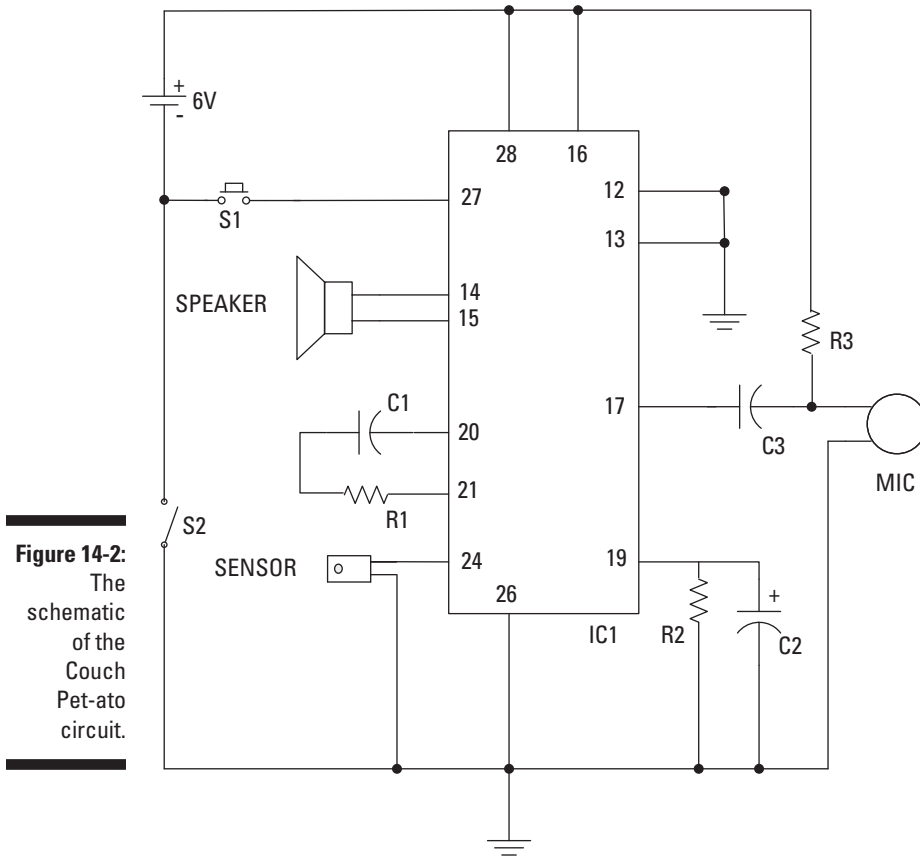 +
6V
-
28
16
27
12
S1
13
SPEAKER
14
15
R3
C1
17
20
C3
MIC
21
R1
S2
SENSOR
24
19
26
+
IC1
R2
C2
Figure 14-2:
The
schematic
of the
Couch
Pet-ato
circuit.